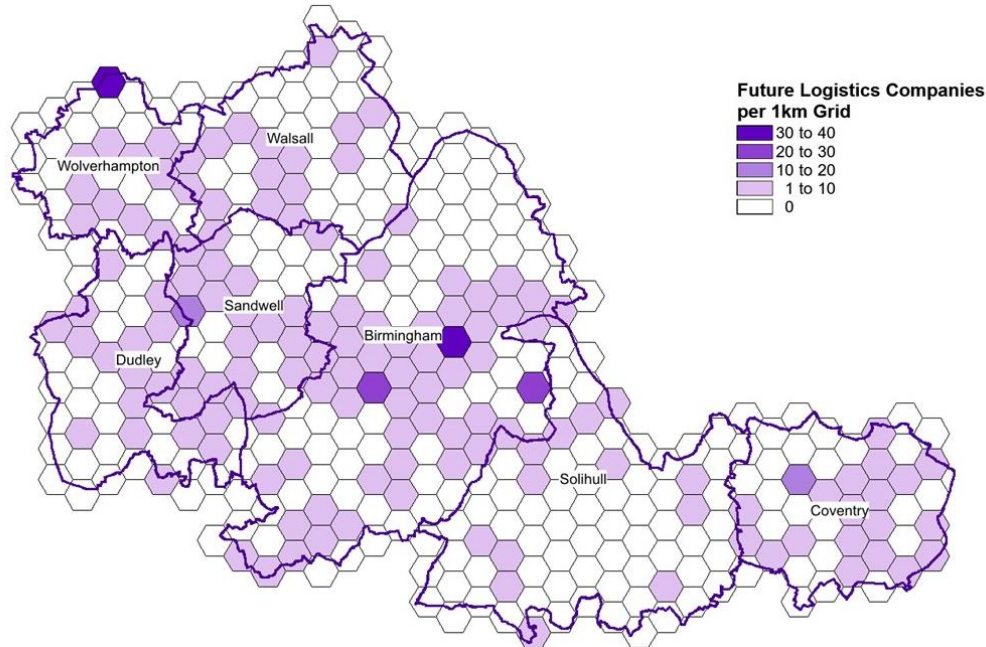 Future Logistics Companies
per 1km Grid
30 to 40
20 to 30
10 to 20
1 to 10
0
Walsall
Wolverhampton
Sandwell
Birmingham
Dudley
Solihull
Coventry